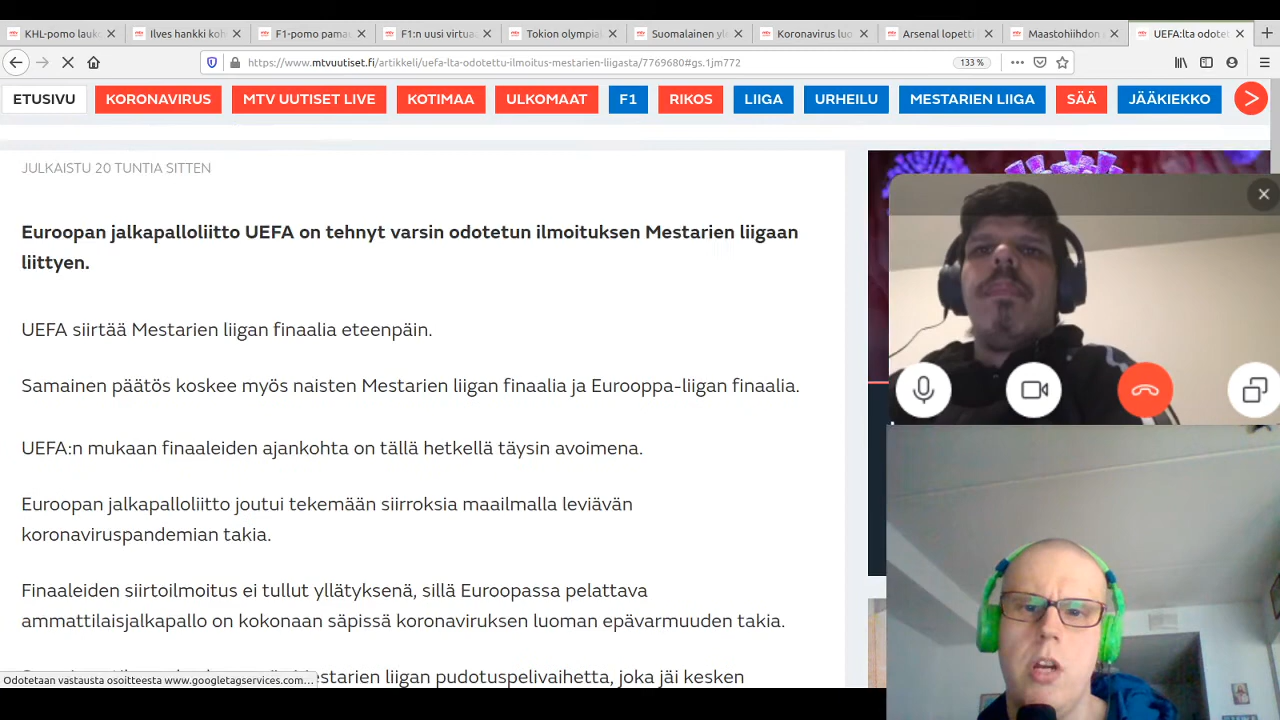 KHL-pomo lauko
Ilves hankki koh
F1-pomo pamau
F1:n uusi virtua
Tokion olympia
Suomalainen yle
Koronavirus luo
Arsenal lopetti
Maastohiihdon
UEFA:lta odotet
https://www.mtvuutiset.fi/artikkeli/uefa-lta-odotettu-ilmoitus-mestarien-liigasta/7769680#gs.1jm772
133 %
ETUSIVU KORONAVIRUS MTV UUTISET LIVE KOTIMAA ULKOMAAT F1 RIKOS LIIGA URHEILU MESTARIEN LIIGA SÄÄ JÄÄKIEKKO
JULKAISTU 20 TUNTIA SITTEN
Euroopan jalkapalloliitto UEFA on tehnyt varsin odotetun ilmoituksen Mestarien liigaan
liittyen.
UEFA siirtää Mestarien liigan finaalia eteenpäin.
Samainen päätös koskee myös naisten Mestarien liigan finaalia ja Eurooppa-liigan finaalia.
UEFA:n mukaan finaaleiden ajankohta on tällä hetkellä täysin avoimena.
Euroopan jalkapalloliitto joutui tekemään siirroksia maailmalla leviävän
koronaviruspandemian takia.
Finaaleiden siirtoilmoitus ei tullut yllätyksenä, sillä Euroopassa pelattava
ammattilaisjalkapallo on kokonaan säpissä koronaviruksen luoman epävarmuuden takia.
estarien liigan pudotuspelivaihetta, joka jäi kesken
Odotetaan vastausta osoitteesta www.googletagservices.com...